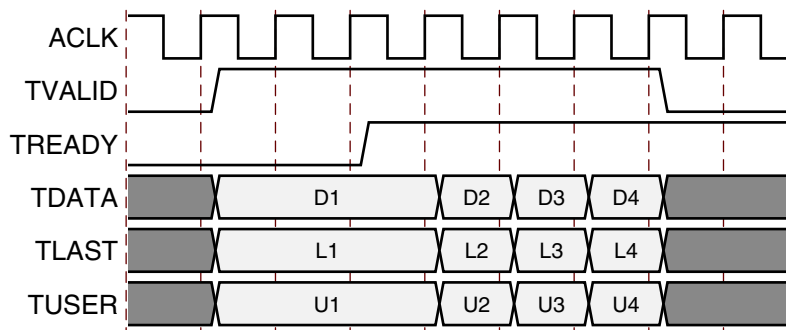 ACLK
TVALID
TREADY
TDATA D1 D2 D3 D4
TLAST L1 L2 L3 L4
TUSER U1 U2 U3 U4